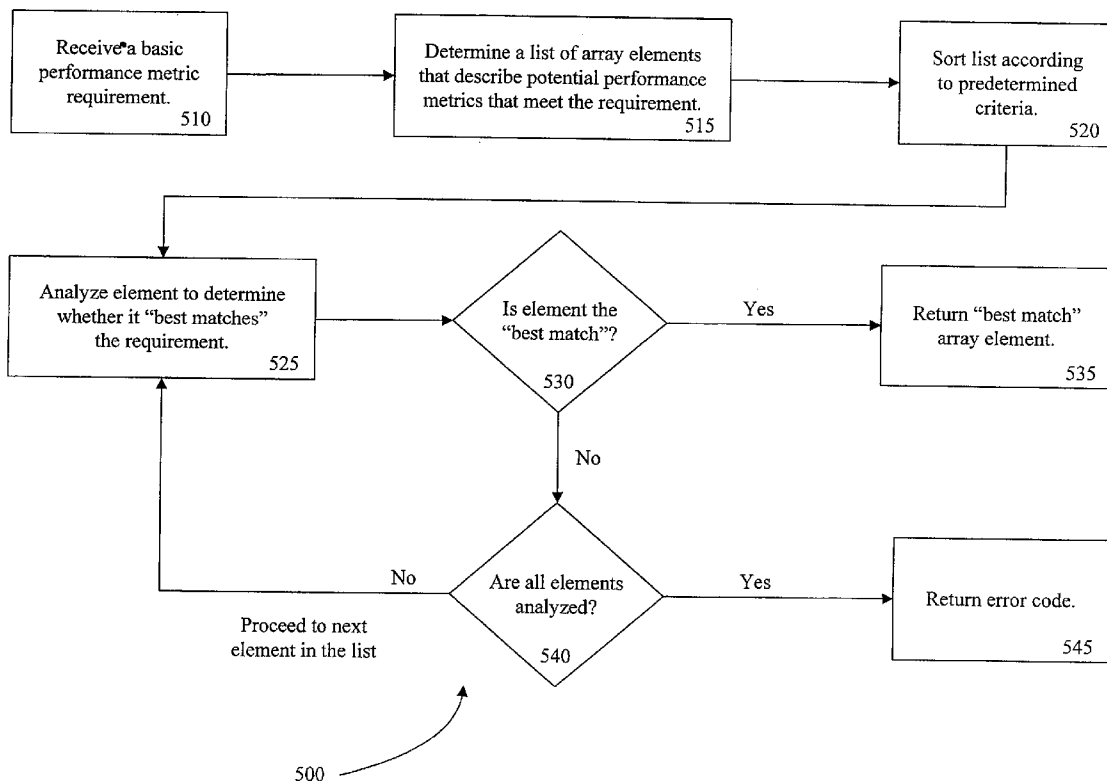 Receive a basic
performance metric
requirement.
510
Determine a list of array elements
that describe potential performance
metrics that meet the requirement.
515
Sort list according
to predetermined
criteria.
520
Analyze element to determine
whether it “best matches”
the requirement.
525
Is element the
“best match”?
530
Yes
Return “best match”
array element.
535
No
Are all elements
analyzed?
540
No
Proceed to next
element in the list
Yes
Return error code.
545
500